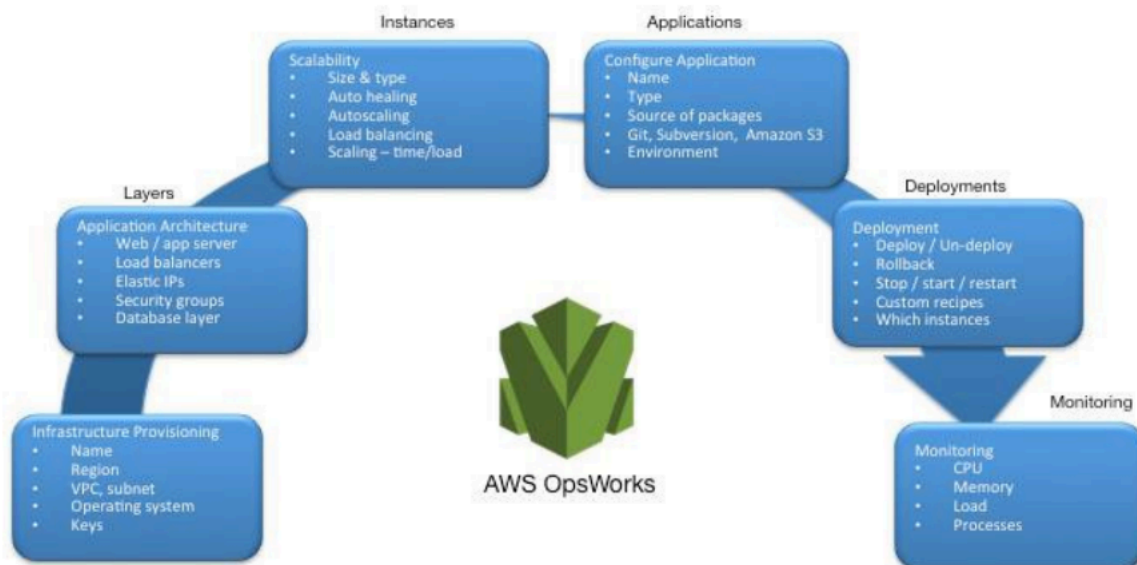 Instances
Scalability
• Size & type
• Auto healing
• Autoscaling
• Load balancing
• Scaling – time/load
Applications
Configure Application
• Name
• Type
• Source of packages
• Git, Subversion, Amazon S3
• Environment
Layers
Application Architecture
• Web / app server
• Load balancers
• Elastic IPs
• Security groups
• Database layer
Deployments
Deployment
• Deploy / Un-deploy
• Rollback
• Stop / start / restart
• Custom recipes
• Which instances
Infrastructure Provisioning
• Name
• Region
• VPC, subnet
• Operating system
• Keys
AWS OpsWorks
Monitoring
Monitoring
• CPU
• Memory
• Load
• Processes